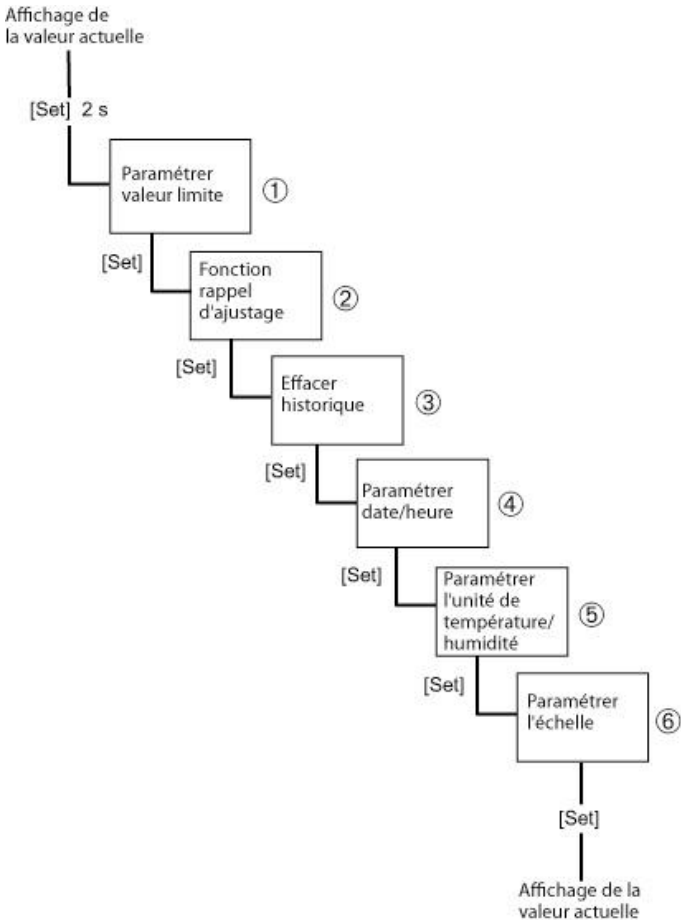 Affichage de
la valeur actuelle
[Set] 2 s
Paramétrer
valeur limite
①
[Set]
Fonction
rappel
d'ajustage
②
[Set]
Effacer
historique
③
[Set]
Paramétrer
date/heure
④
[Set]
Paramétrer
l'unité de
température/
humidité
⑤
[Set]
Paramétrer
l'échelle
⑥
[Set]
Affichage de la
valeur actuelle